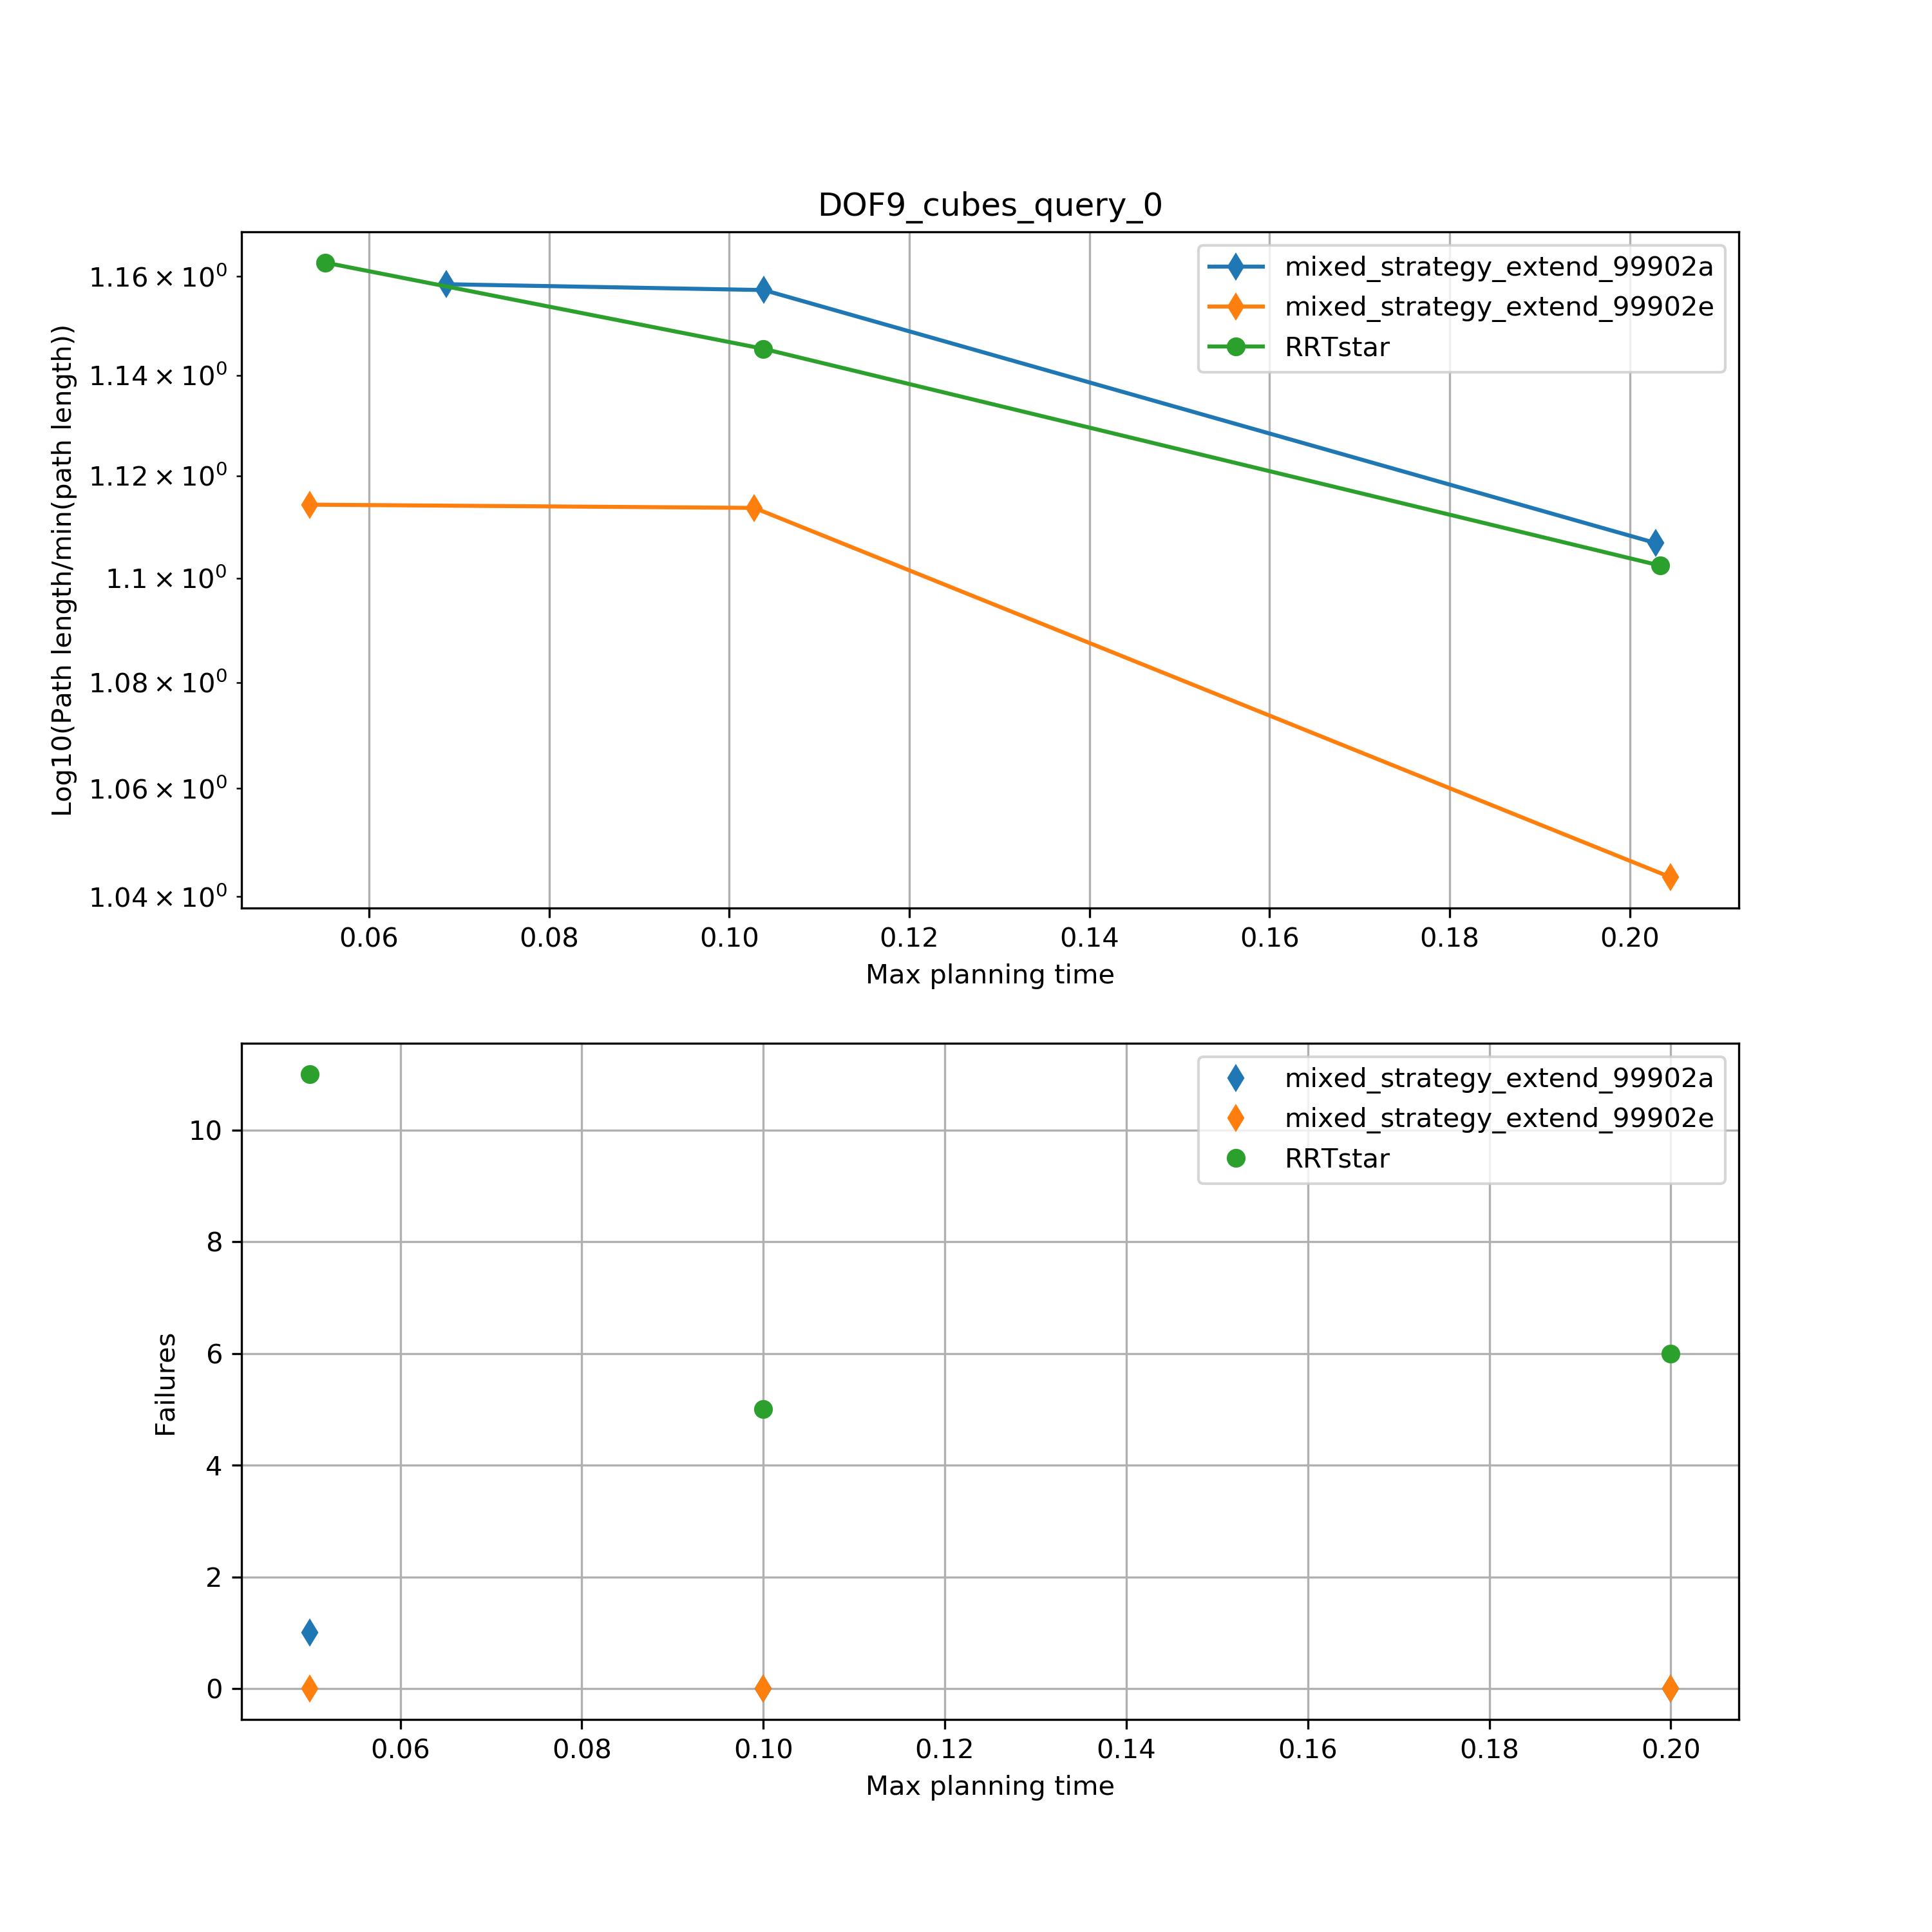 DOF9_cubes_query_0
Log10(Path length/min(path length))
1.16 × 10⁰
1.14 × 10⁰
1.12 × 10⁰
1.1 × 10⁰
1.08 × 10⁰
1.06 × 10⁰
1.04 × 10⁰
mixed_strategy_extend_99902a
mixed_strategy_extend_99902e
RRTstar
0.06 0.08 0.10 0.12 0.14 0.16 0.18 0.20
Max planning time
Failures
10
8
6
4
2
0
mixed_strategy_extend_99902a
mixed_strategy_extend_99902e
RRTstar
0.06 0.08 0.10 0.12 0.14 0.16 0.18 0.20
Max planning time